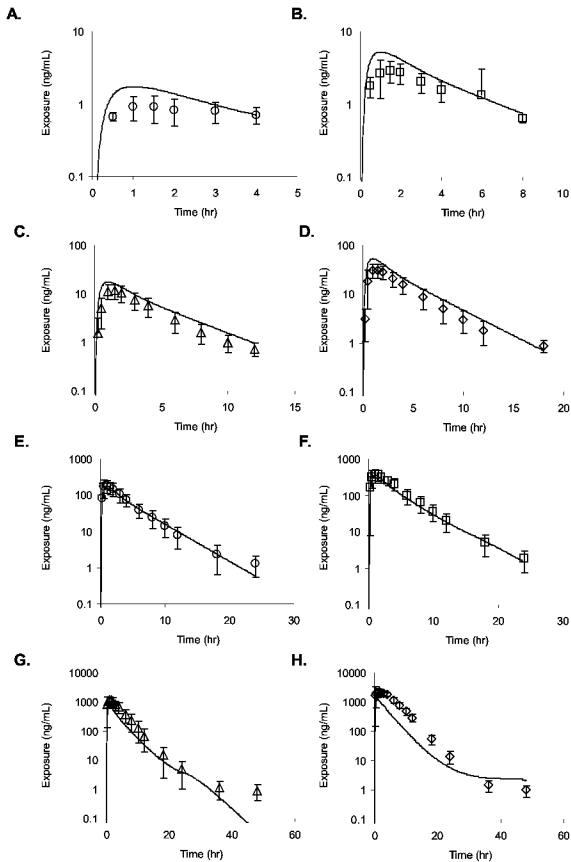 A.
Exposure (ng/mL)
10
1
0.1
0 1 2 3 4 5
Time (hr)
B.
Exposure (ng/mL)
10
1
0.1
0 2 4 6 8 10
Time (hr)
C.
Exposure (ng/mL)
100
10
1
0.1
0 5 10 15
Time (hr)
D.
Exposure (ng/mL)
100
10
1
0.1
0 5 10 15 20
Time (hr)
E.
Exposure (ng/mL)
1000
100
10
1
0.1
0 10 20 30
Time (hr)
F.
Exposure (ng/mL)
1000
100
10
1
0.1
0 10 20 30
Time (hr)
G.
Exposure (ng/mL)
10000
1000
100
10
1
0.1
0 20 40 60
Time (hr)
H.
Exposure (ng/mL)
10000
1000
100
10
1
0.1
0 20 40 60
Time (hr)